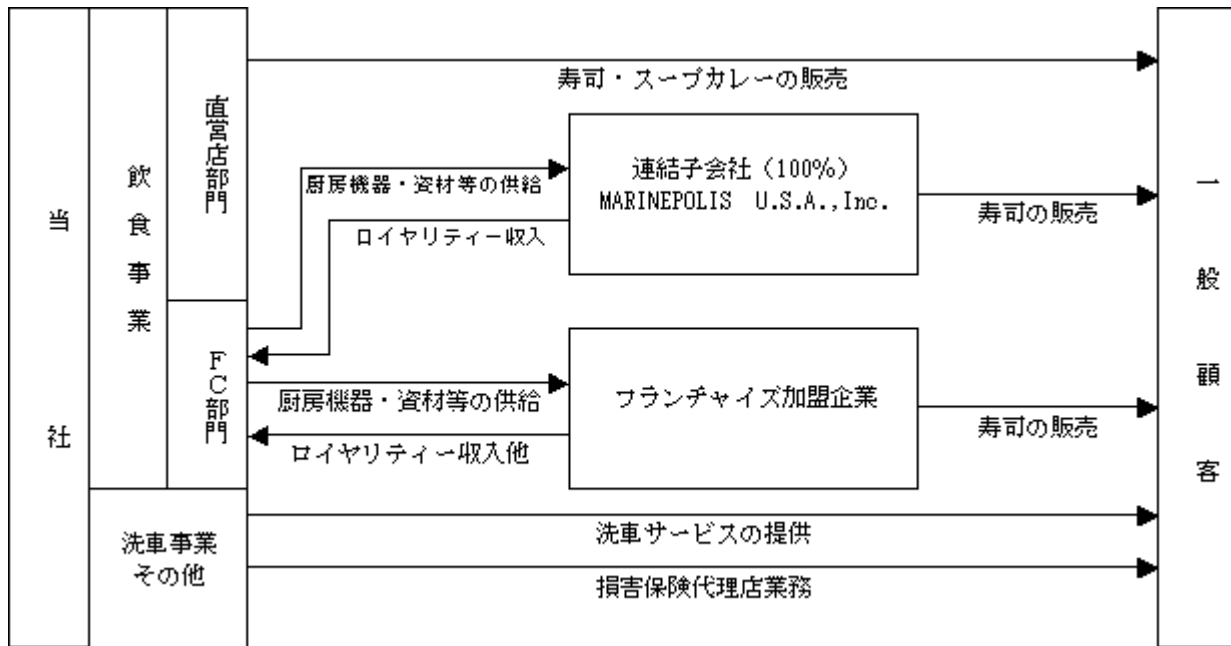 当社
飲食事業
直営店部門
寿司・スープカレーの販売
厨房機器・資材等の供給
ロイヤリティー収入
連結子会社（100％）
MARINEPOLIS U.S.A.,Inc.
寿司の販売
FC部門
厨房機器・資材等の供給
ロイヤリティー収入他
フランチャイズ加盟企業
寿司の販売
洗車事業
その他
洗車サービスの提供
損害保険代理店業務
一般顧客